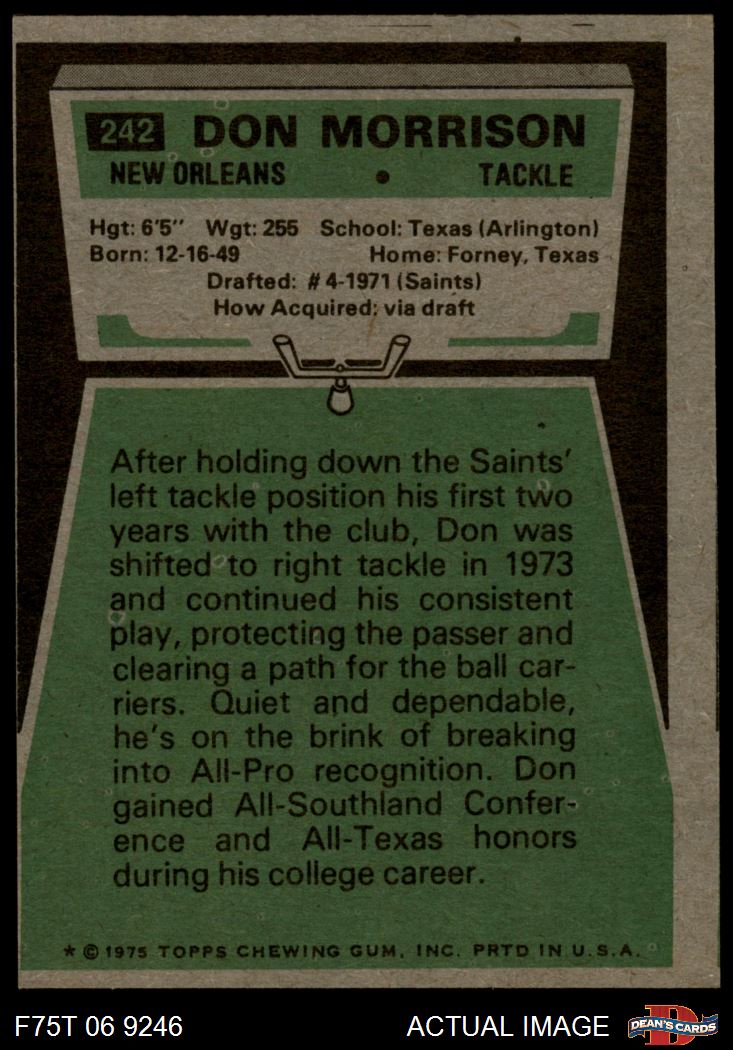 242 DON MORRISON
NEW ORLEANS • TACKLE
Hgt: 6'5" Wgt: 255 School: Texas (Arlington)
Born: 12-16-49 Home: Forney, Texas
Drafted: #4-1971 (Saints)
How Acquired: via draft
After holding down the Saints'
left tackle position his first two
years with the club, Don was
shifted to right tackle in 1973
and continued his consistent
play, protecting the passer and
clearing a path for the ball car-
riers. Quiet and dependable,
he's on the brink of breaking
into All-Pro recognition. Don
gained All-Southland Confer-
ence and All-Texas honors
during his college career.
* © 1975 TOPPS CHEWING GUM, INC. PRTD IN U.S.A.
F75T 06 9246 ACTUAL IMAGE DEAN'S CARDS